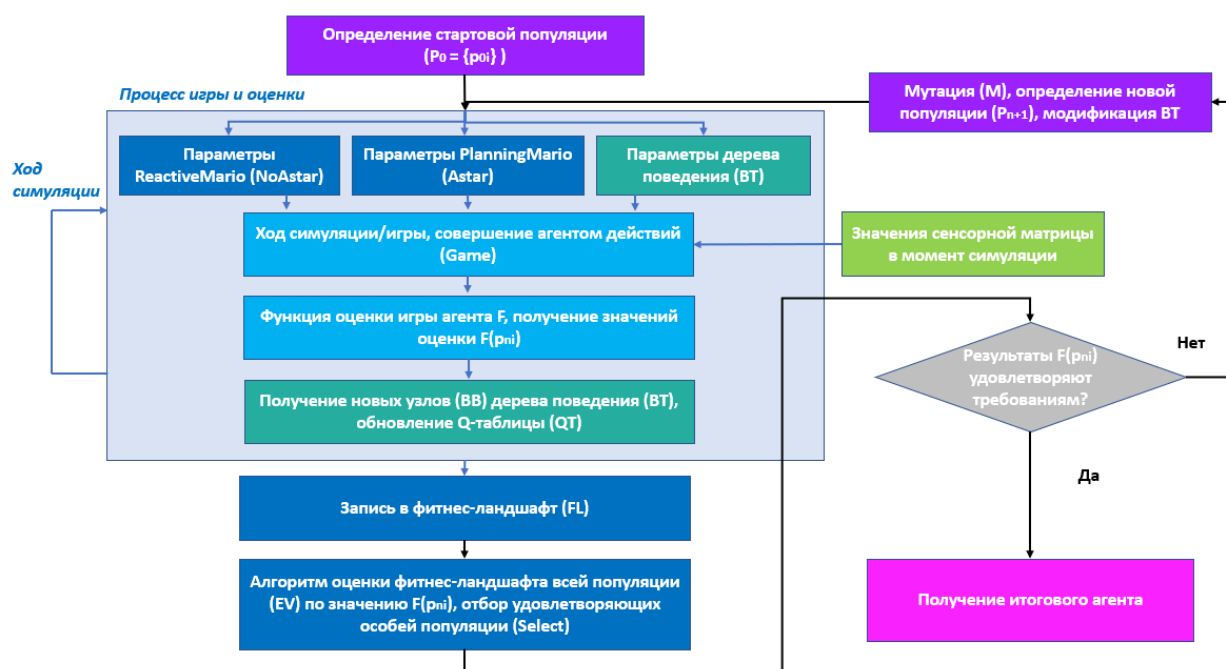 Определение стартовой популяции
(P0 = {p0i} )
Процесс игры и оценки
Мутация (M), определение новой
популяции (Pn+1), модификация BT
Ход
симуляции
Параметры
ReactiveMario (NoAstar)
Параметры PlanningMario
(Astar)
Параметры дерева
поведения (BT)
Ход симуляции/игры, совершение агентом действий
(Game)
Значения сенсорной матрицы
в момент симуляции
Функция оценки игры агента F, получение значений
оценки F(pni)
Результаты F(pni)
удовлетворяют
требованиям?
Нет
Получение новых узлов (BB) дерева поведения (BT),
обновление Q-таблицы (QT)
Да
Запись в фитнес-ландшафт (FL)
Алгоритм оценки фитнес-ландшафта всей популяции
(EV) по значению F(pni), отбор удовлетворяющих
особей популяции (Select)
Получение итогового агента